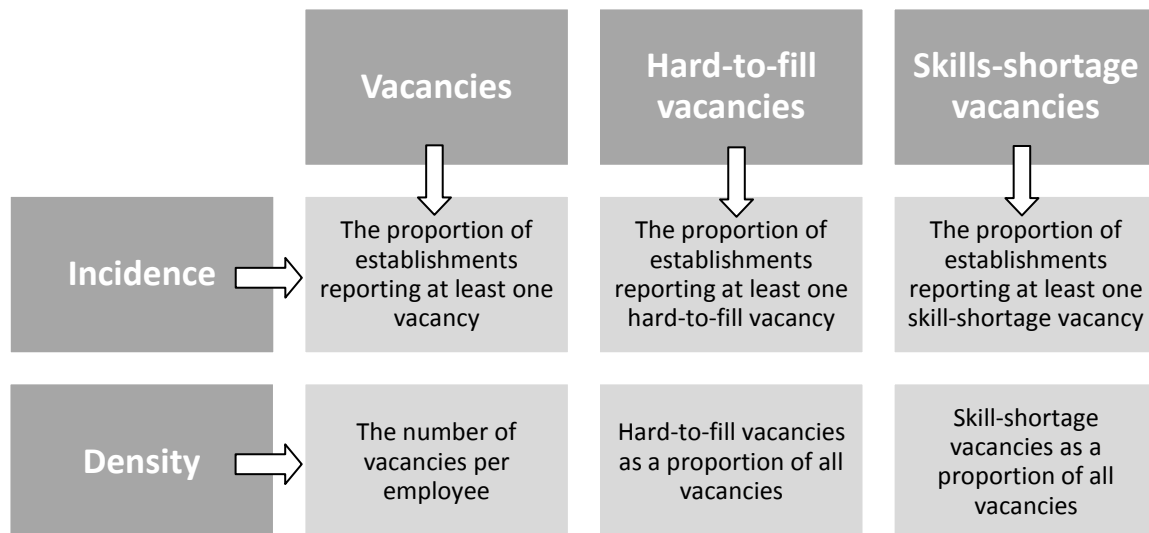 Vacancies
Hard-to-fill
vacancies
Skills-shortage
vacancies
Incidence
The proportion of
establishments
reporting at least one
vacancy
The proportion of
establishments
reporting at least one
hard-to-fill vacancy
The proportion of
establishments
reporting at least one
skill-shortage vacancy
Density
The number of
vacancies per
employee
Hard-to-fill vacancies
as a proportion of all
vacancies
Skill-shortage
vacancies as a
proportion of all
vacancies